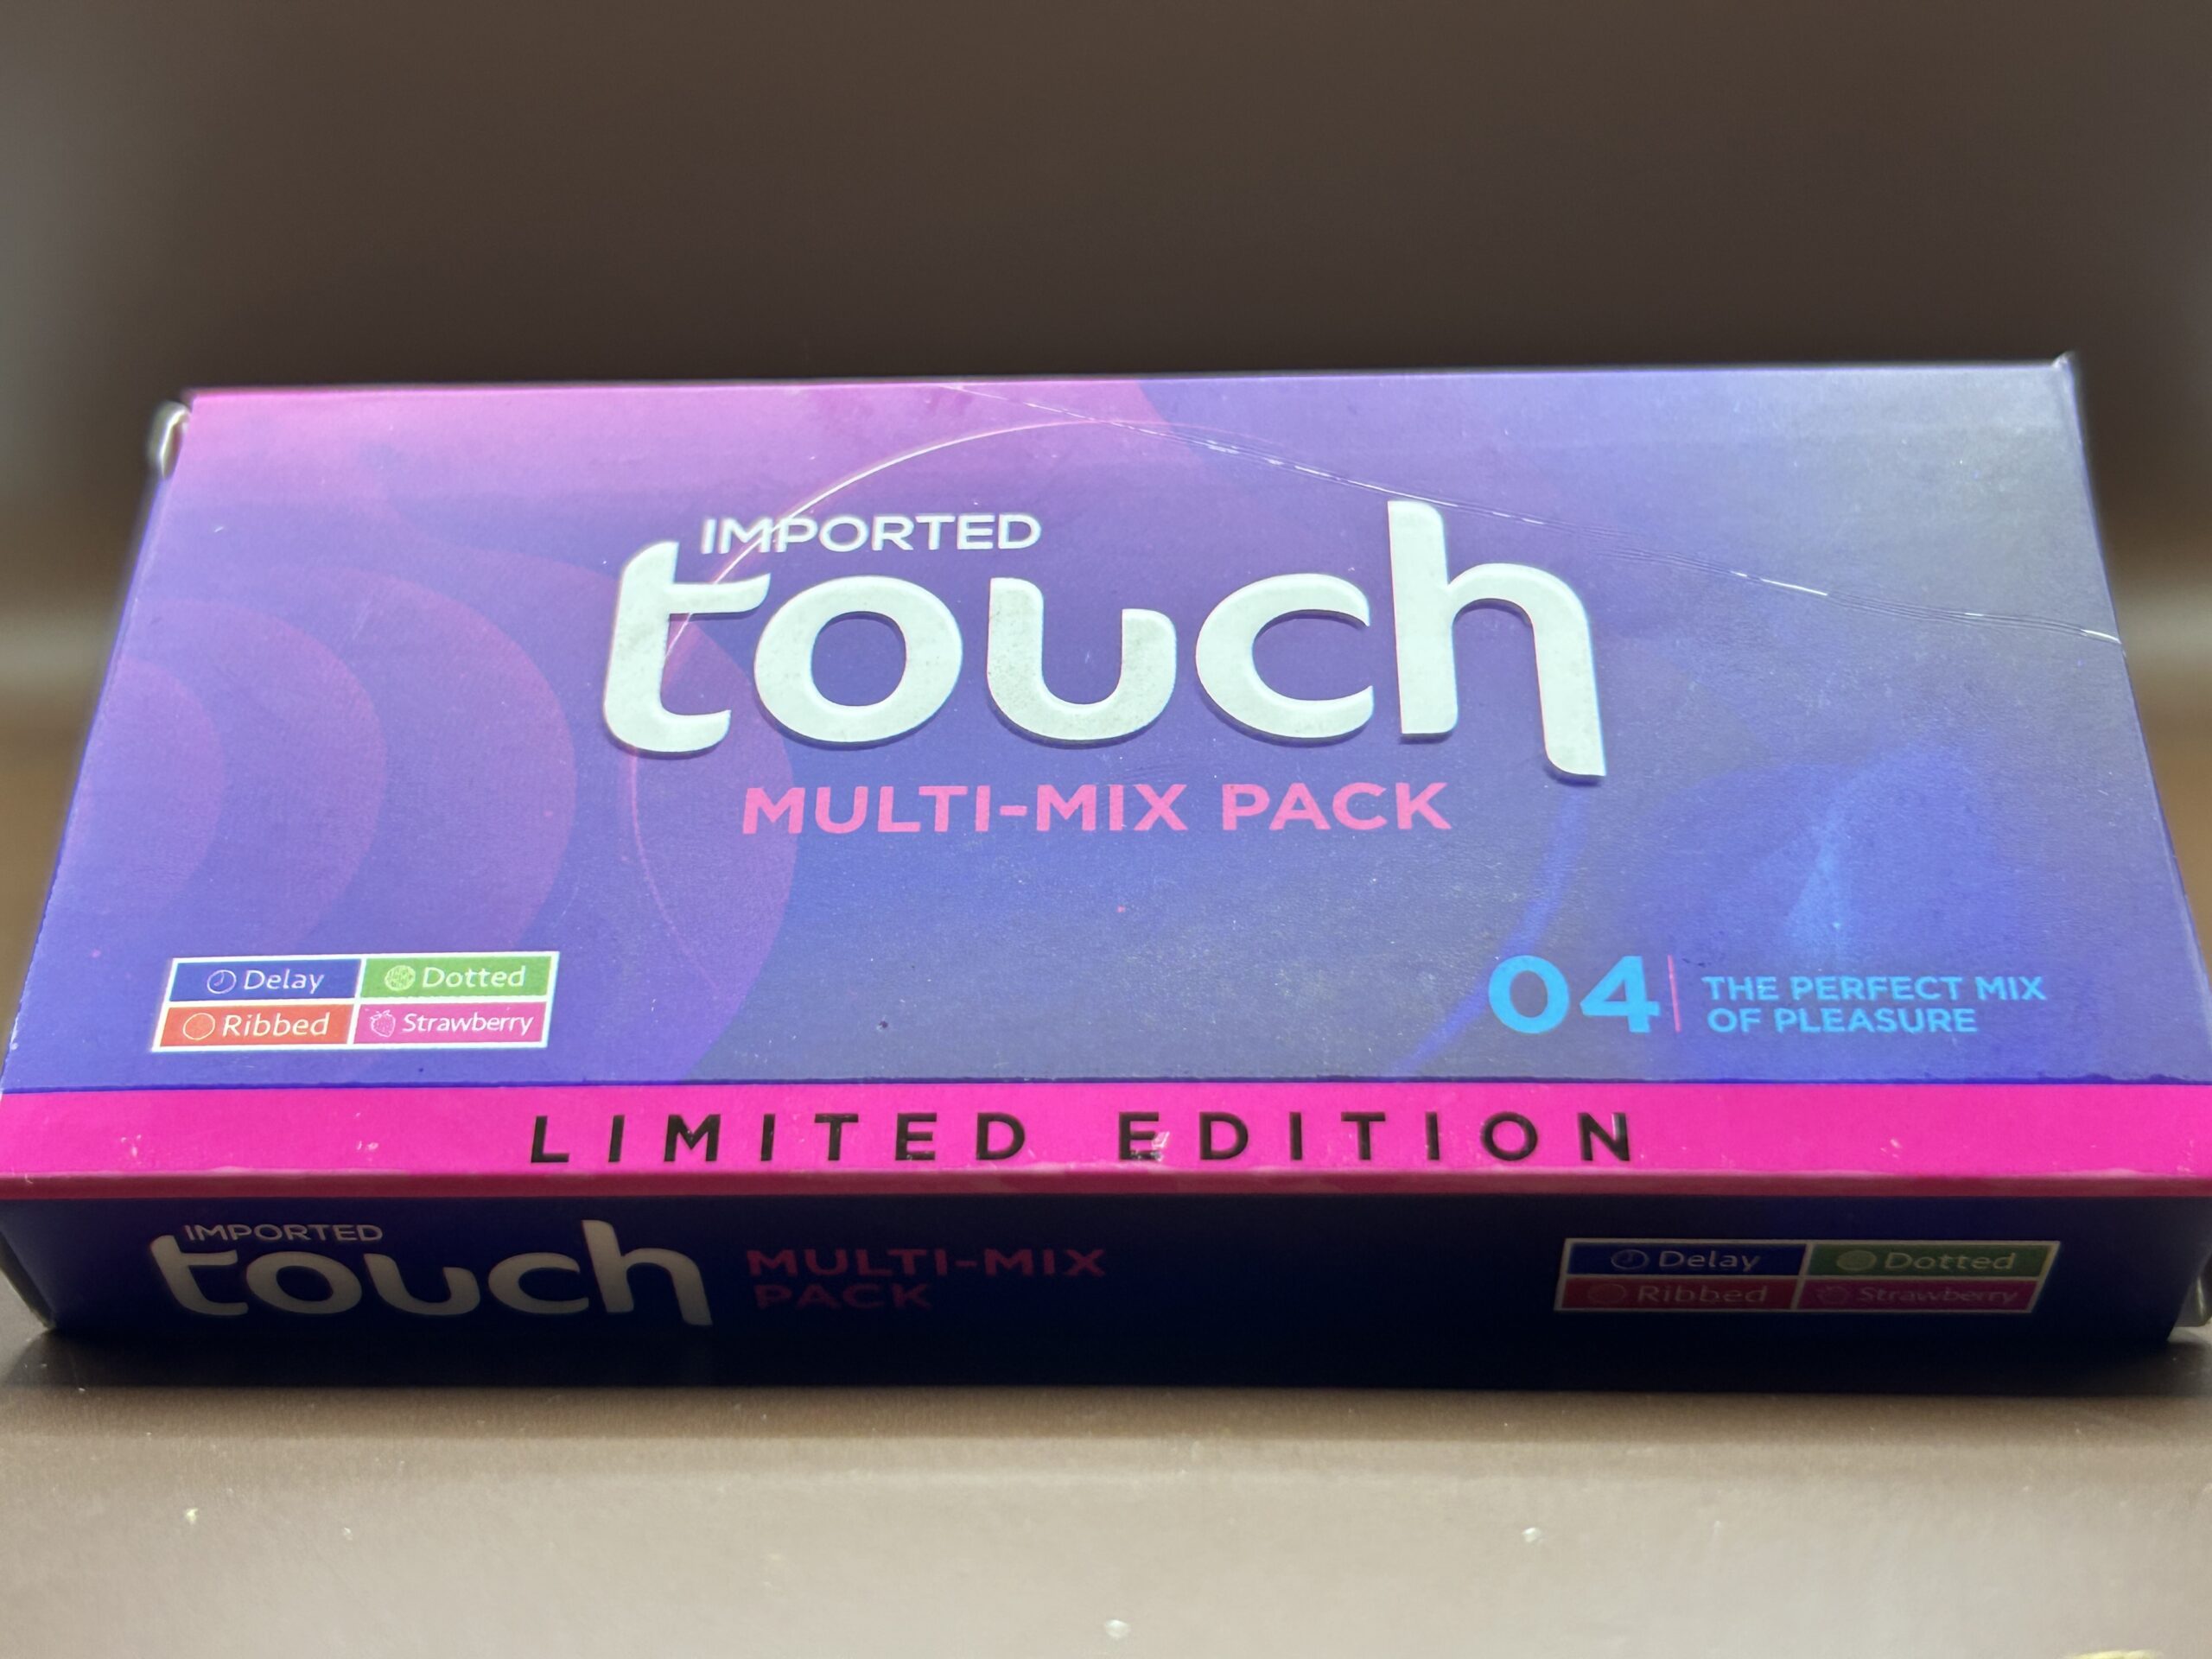 IMPORTED
touch
MULTI-MIX PACK
Delay
Dotted
Ribbed
Strawberry
04
THE PERFECT MIX
OF PLEASURE
LIMITED EDITION
IMPORTED
touch
MULTI-MIX
PACK
Delay
Dotted
Ribbed
Strawberry